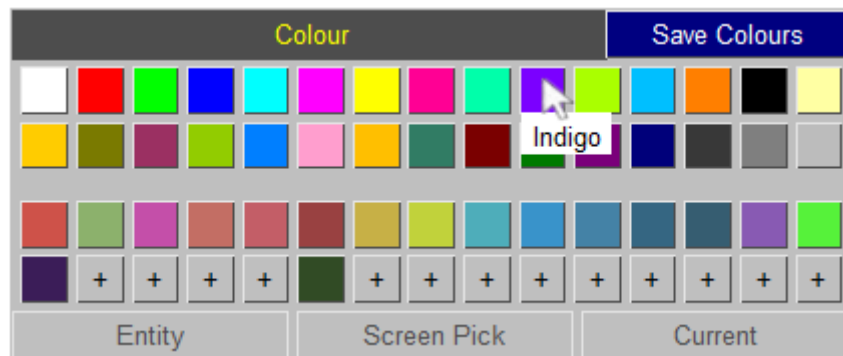 Colour
Save Colours
Indigo
+ + + + + + + + + + + + +
Entity
Screen Pick
Current